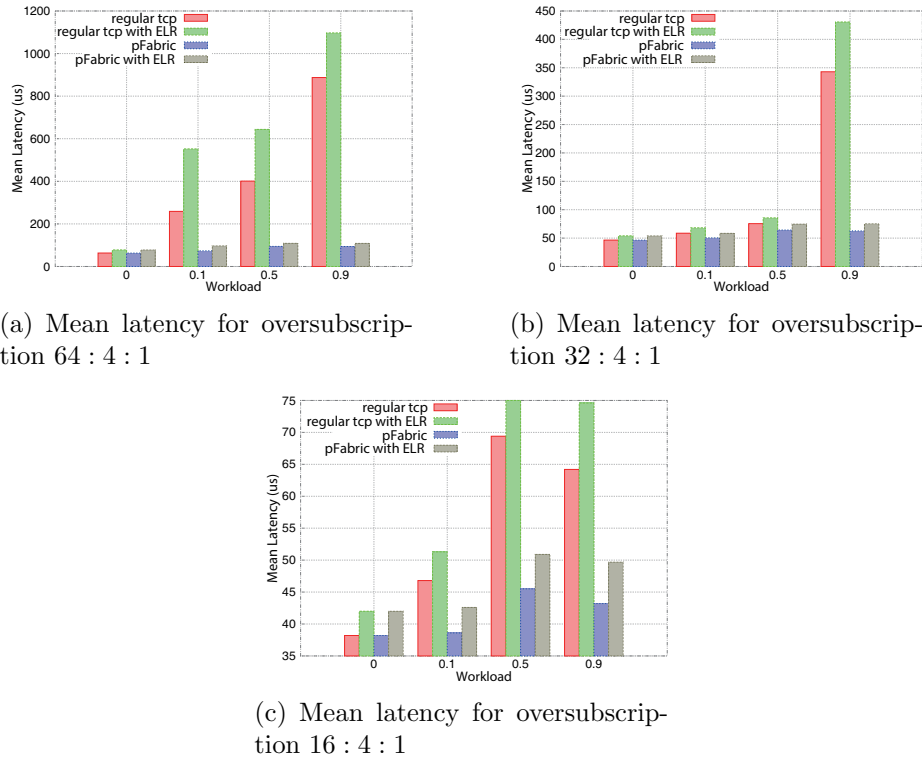 1200
1000
800
600
400
200
0
Mean Latency (us)
regular tcp
regular tcp with ELR
pFabric
pFabric with ELR
0 0.1 0.5 0.9
Workload
(a) Mean latency for oversubscrip-
tion 64 : 4 : 1
450
400
350
300
250
200
150
100
50
0
Mean Latency (us)
regular tcp
regular tcp with ELR
pFabric
pFabric with ELR
0 0.1 0.5 0.9
Workload
(b) Mean latency for oversubscrip-
tion 32 : 4 : 1
75
70
65
60
55
50
45
40
35
Mean Latency (us)
regular tcp
regular tcp with ELR
pFabric
pFabric with ELR
0 0.1 0.5 0.9
Workload
(c) Mean latency for oversubscrip-
tion 16 : 4 : 1